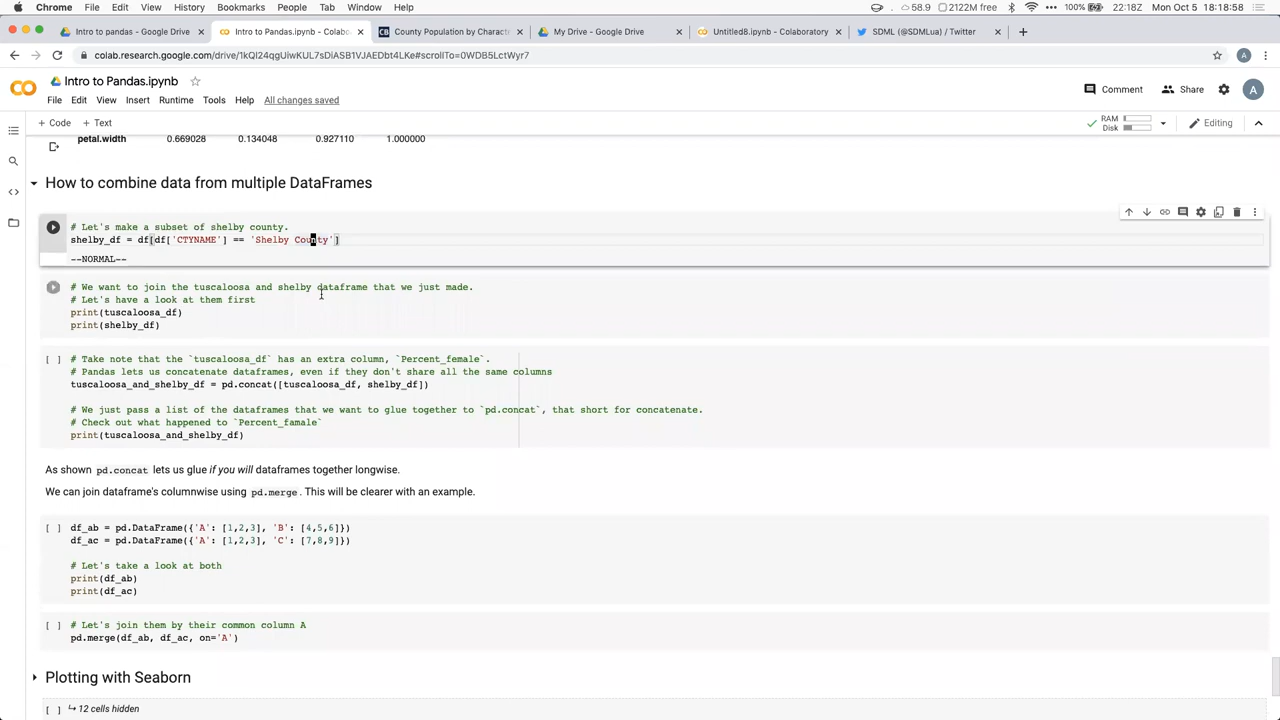 Chrome File Edit View History Bookmarks People Tab Window Help 58.9 2122M free 100% 22:18Z Mon Oct 5 18:18:58
Intro to pandas - Google Drive Intro to Pandas.ipynb - Colabo County Population by Charact My Drive - Google Drive Untitled8.ipynb - Colaboratory SDML (@SDMLua) / Twitter
colab.research.google.com/drive/1kQl24qgUiwKUL7sDiASB1VJAEDbt4LKe#scrollTo=0WDB5LctWyr7 A
CO Intro to Pandas.ipynb
File Edit View Insert Runtime Tools Help All changes saved
Comment Share A
+ Code + Text
RAM
Disk
Editing
petal.width 0.669028 0.134048 0.927110 1.000000
How to combine data from multiple DataFrames
# Let's make a subset of shelby county.
shelby_df = df[df['CTYNAME'] == 'Shelby County']
--NORMAL--
# We want to join the tuscaloosa and shelby dataframe that we just made.
# Let's have a look at them first
print(tuscaloosa_df)
print(shelby_df)
[ ] # Take note that the `tuscaloosa_df` has an extra column, `Percent_female`.
# Pandas lets us concatenate dataframes, even if they don't share all the same columns
tuscaloosa_and_shelby_df = pd.concat([tuscaloosa_df, shelby_df])
# We just pass a list of the dataframes that we want to glue together to `pd.concat`, that short for concatenate.
# Check out what happened to `Percent_famale`
print(tuscaloosa_and_shelby_df)
As shown pd.concat lets us glue if you will dataframes together longwise.
We can join dataframe's columnwise using pd.merge. This will be clearer with an example.
[ ] df_ab = pd.DataFrame({'A': [1,2,3], 'B': [4,5,6]})
df_ac = pd.DataFrame({'A': [1,2,3], 'C': [7,8,9]})
# Let's take a look at both
print(df_ab)
print(df_ac)
[ ] # Let's join them by their common column A
pd.merge(df_ab, df_ac, on='A')
Plotting with Seaborn
[ ] ↳ 12 cells hidden